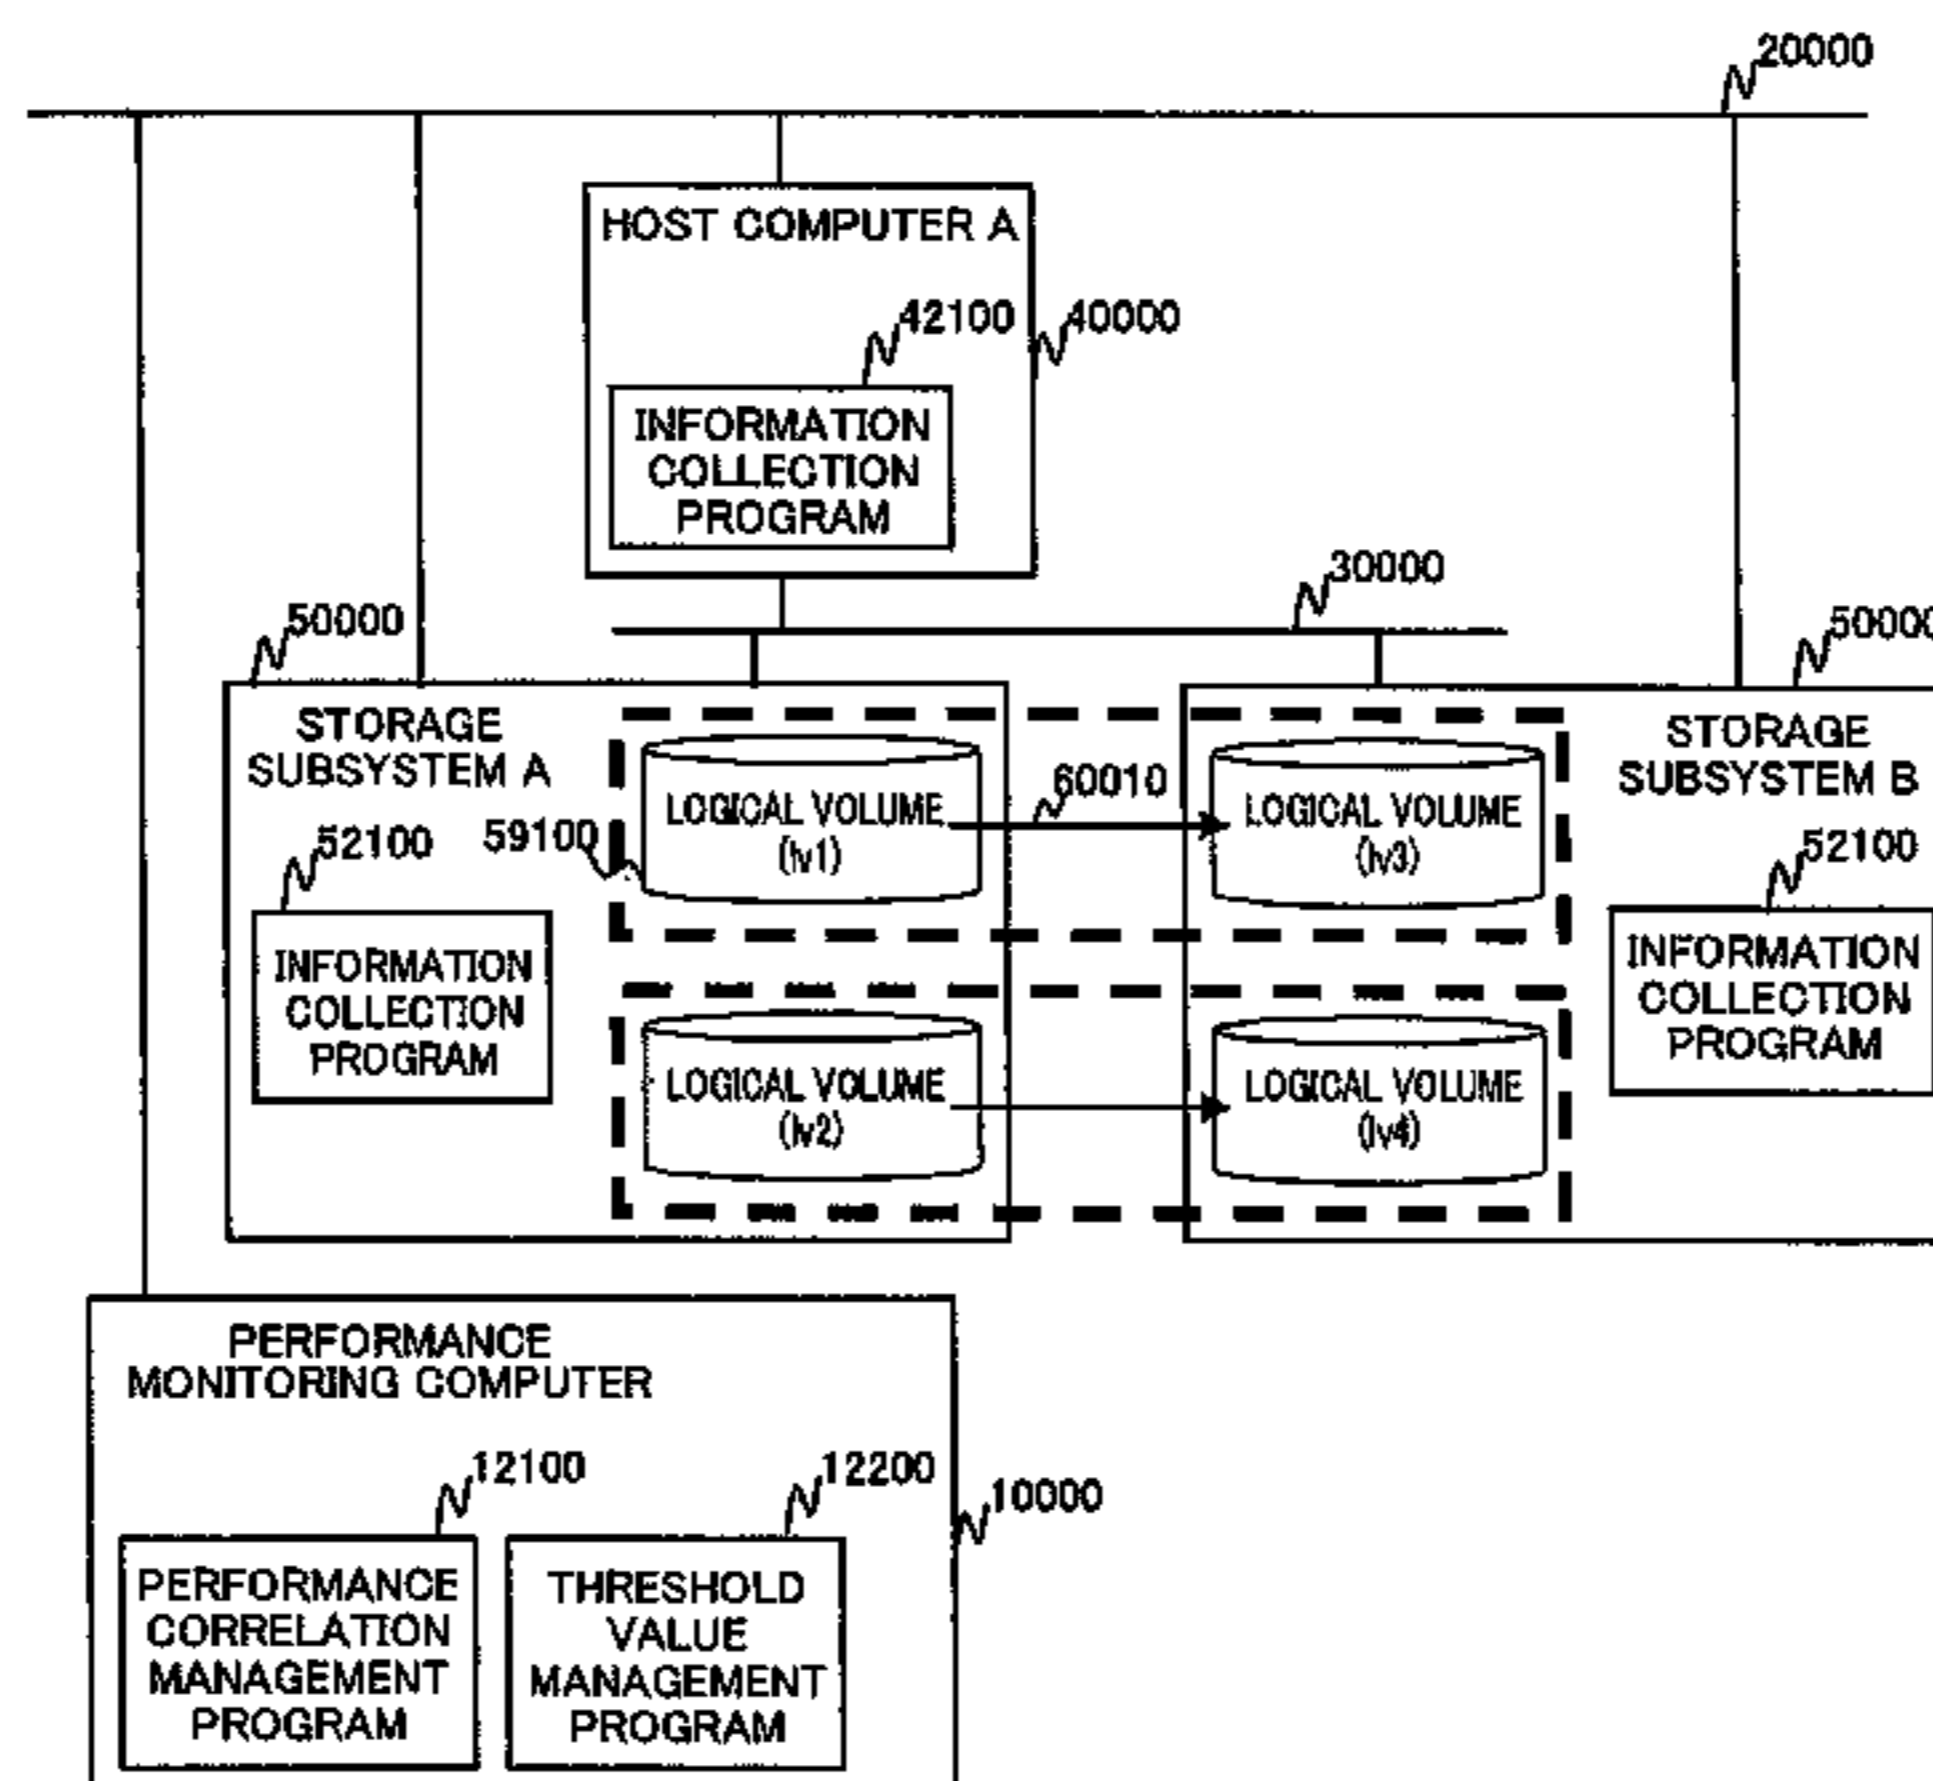 20000
HOST COMPUTER A
42100
40000
INFORMATION
COLLECTION
PROGRAM
30000
50000
50000
STORAGE
SUBSYSTEM A
52100
59100
LOGICAL VOLUME
(lv1)
60010
LOGICAL VOLUME
(lv3)
STORAGE
SUBSYSTEM B
52100
INFORMATION
COLLECTION
PROGRAM
LOGICAL VOLUME
(lv2)
LOGICAL VOLUME
(lv4)
INFORMATION
COLLECTION
PROGRAM
PERFORMANCE
MONITORING COMPUTER
12100
12200
10000
PERFORMANCE
CORRELATION
MANAGEMENT
PROGRAM
THRESHOLD
VALUE
MANAGEMENT
PROGRAM